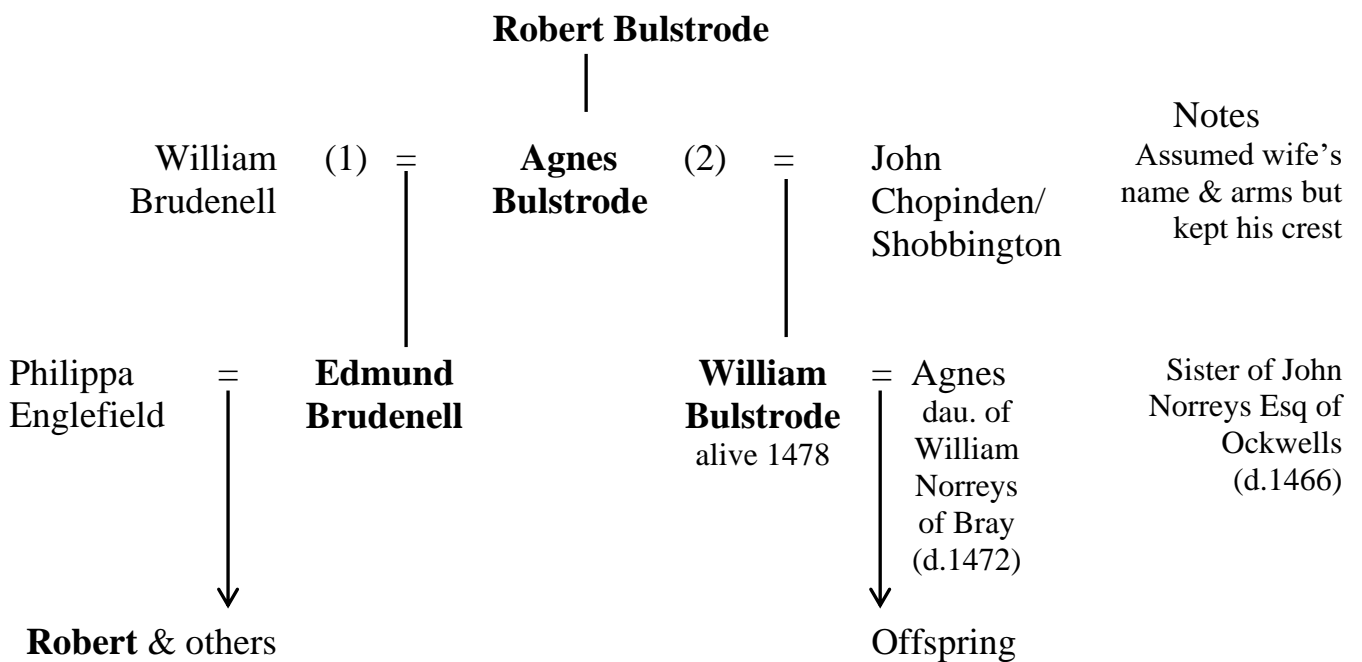 Robert Bulstrode
Notes
William (1) = Agnes (2) = John Assumed wife’s
Brudenell Bulstrode Chopinden/ name & arms but
Shobbington kept his crest
Philippa = Edmund William = Agnes Sister of John
Englefield Brudenell Bulstrode dau. of Norreys Esq of
alive 1478 William Ockwells
Norreys (d.1466)
of Bray
(d.1472)
Robert & others Offspring